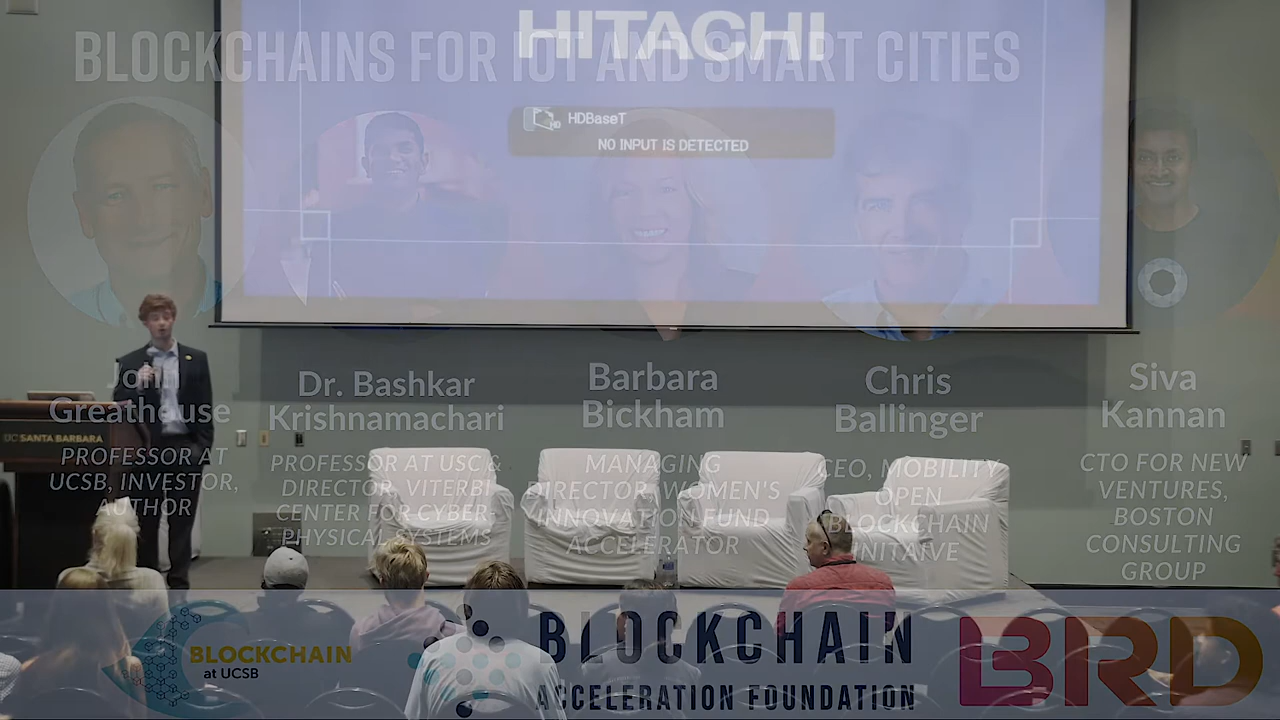 HITACHI
BLOCKCHAINS FOR IOT AND SMART CITIES
HDBaseT
NO INPUT IS DETECTED
John
Greathouse
PROFESSOR AT
UCSB, INVESTOR,
AUTHOR
Dr. Bashkar
Krishnamachari
PROFESSOR AT USC &
DIRECTOR, VITERBI
CENTER FOR CYBER-
PHYSICAL SYSTEMS
Barbara
Bickham
MANAGING
DIRECTOR, WOMEN'S
INNOVATION FUND
ACCELERATOR
Chris
Ballinger
CEO, MOBILITY
OPEN
BLOCKCHAIN
INITAIVE
Siva
Kannan
CTO FOR NEW
VENTURES,
BOSTON
CONSULTING
GROUP
UC SANTA BARBARA
BLOCKCHAIN
at UCSB
BLOCKCHAIN
ACCELERATION FOUNDATION
BRD